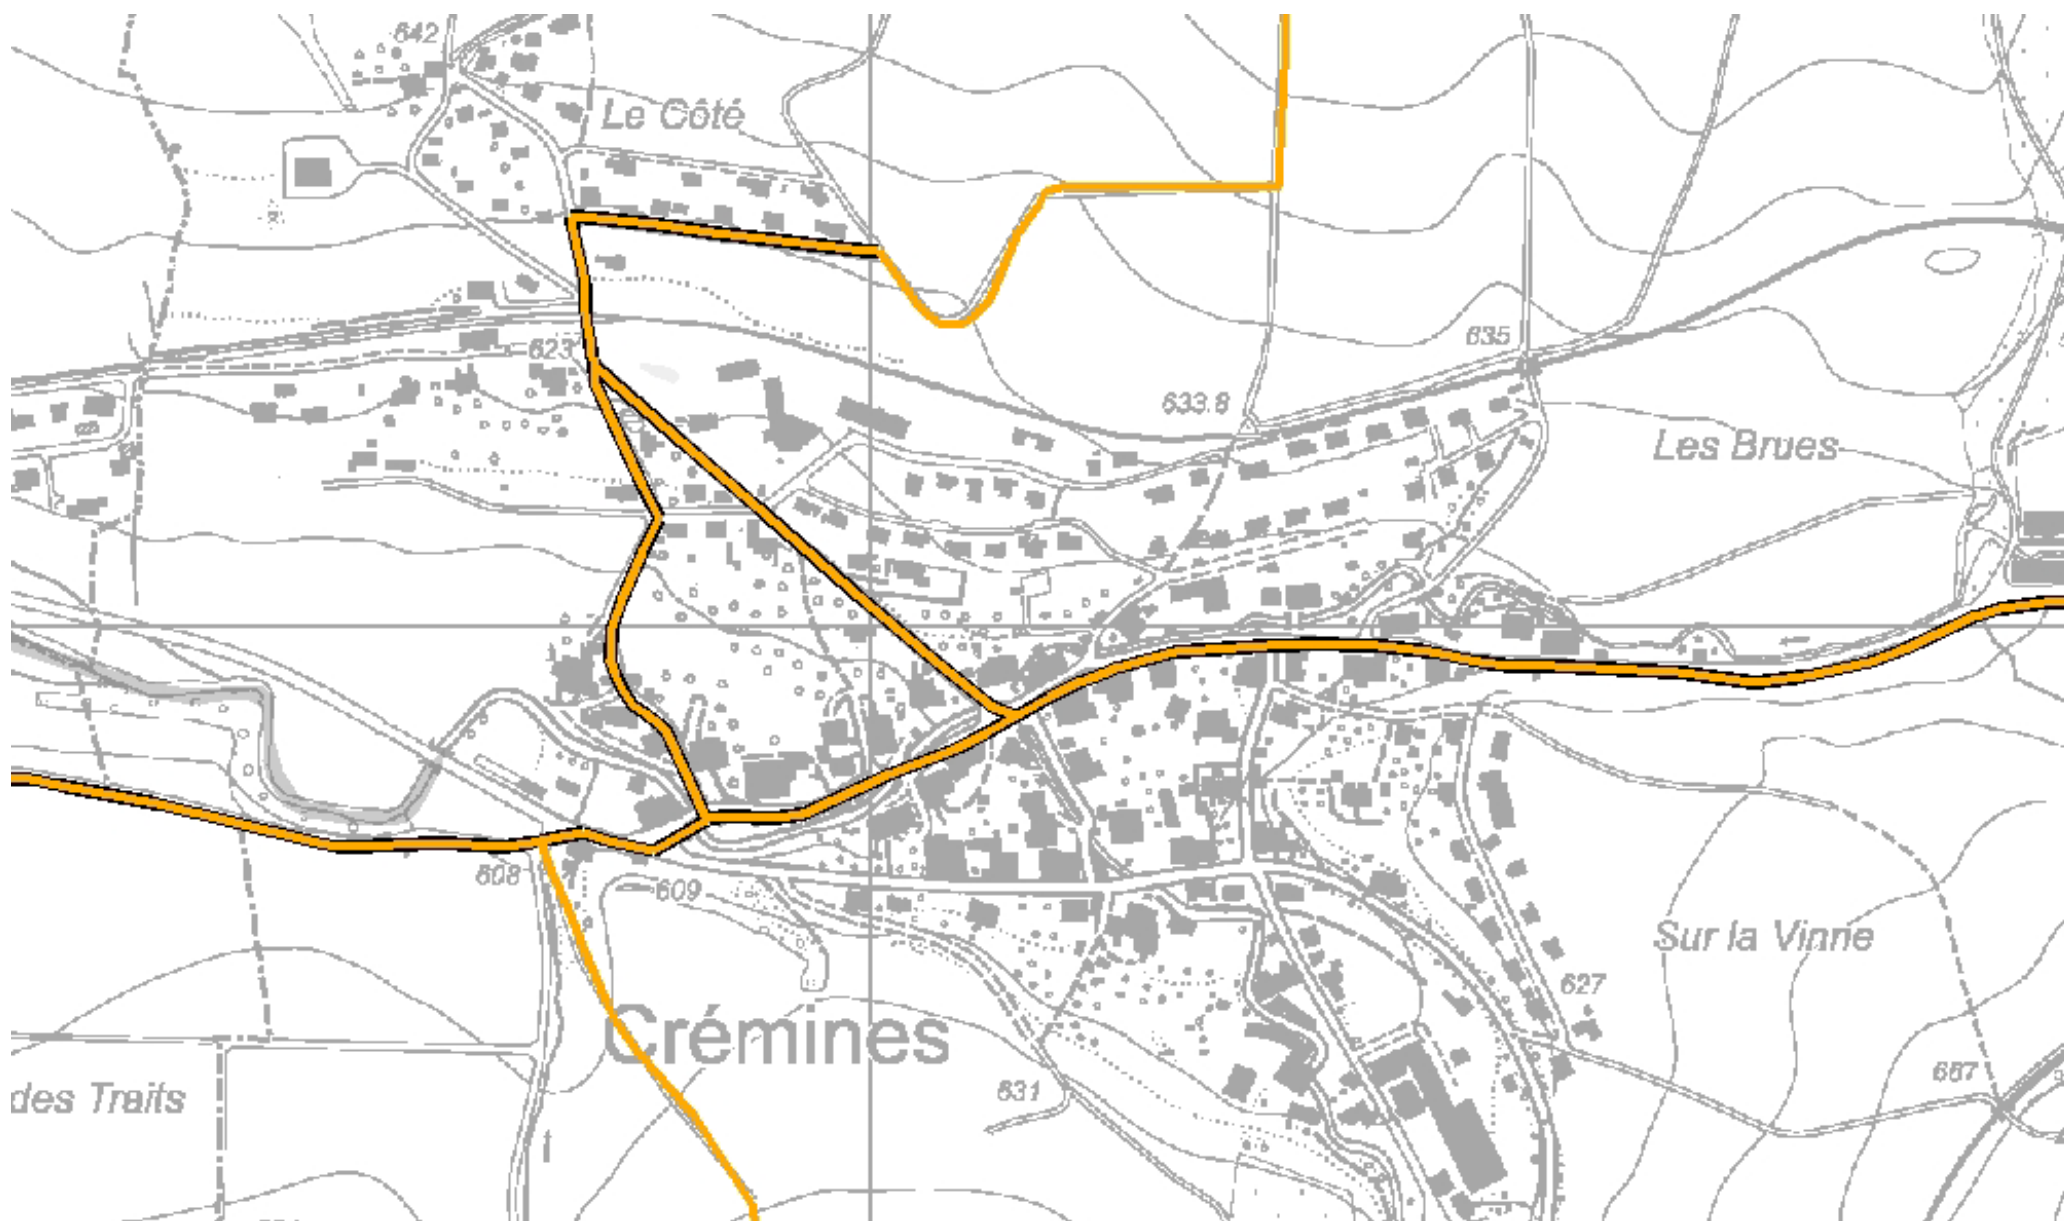 642
Le Côté
623
635
633.8
Les Brues
608
609
Sur la Vinne
627
Crémines
631
667
des Traits